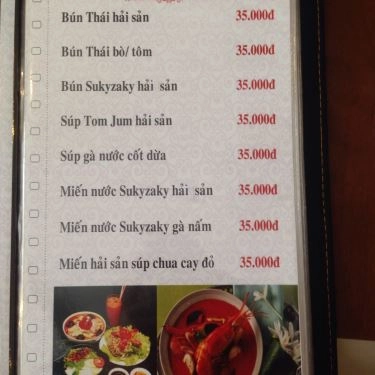 Bún Thái hải sản 35.000đ
Bún Thái bò/ tôm 35.000đ
Bún Sukyzaky hải sản 35.000đ
Súp Tom Jum hải sản 35.000đ
Súp gà nước cốt dừa 35.000đ
Miến nước Sukyzaky hải sản 35.000đ
Miến nước Sukyzaky gà nấm 35.000đ
Miến hải sản súp chua cay đỏ 35.000đ